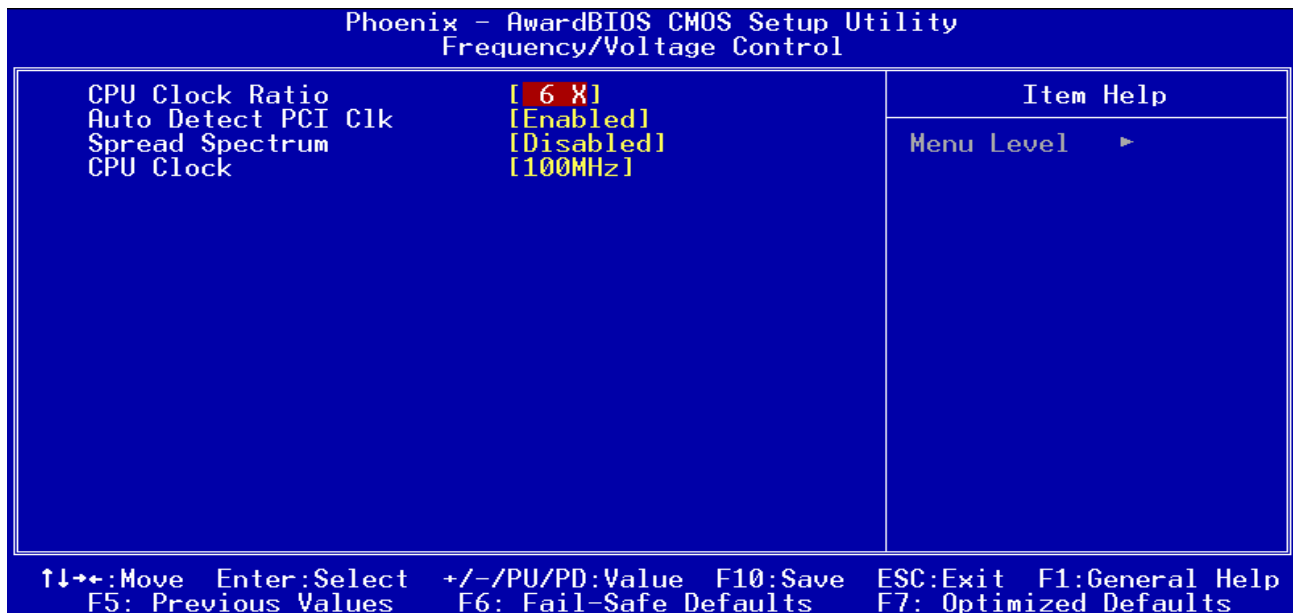 Phoenix - AwardBIOS CMOS Setup Utility
Frequency/Voltage Control
CPU Clock Ratio [ 6 X]
Auto Detect PCI Clk [Enabled]
Spread Spectrum [Disabled]
CPU Clock [100MHz]
Item Help
Menu Level ►
↑↓→←:Move Enter:Select +/-/PU/PD:Value F10:Save ESC:Exit F1:General Help
F5: Previous Values F6: Fail-Safe Defaults F7: Optimized Defaults